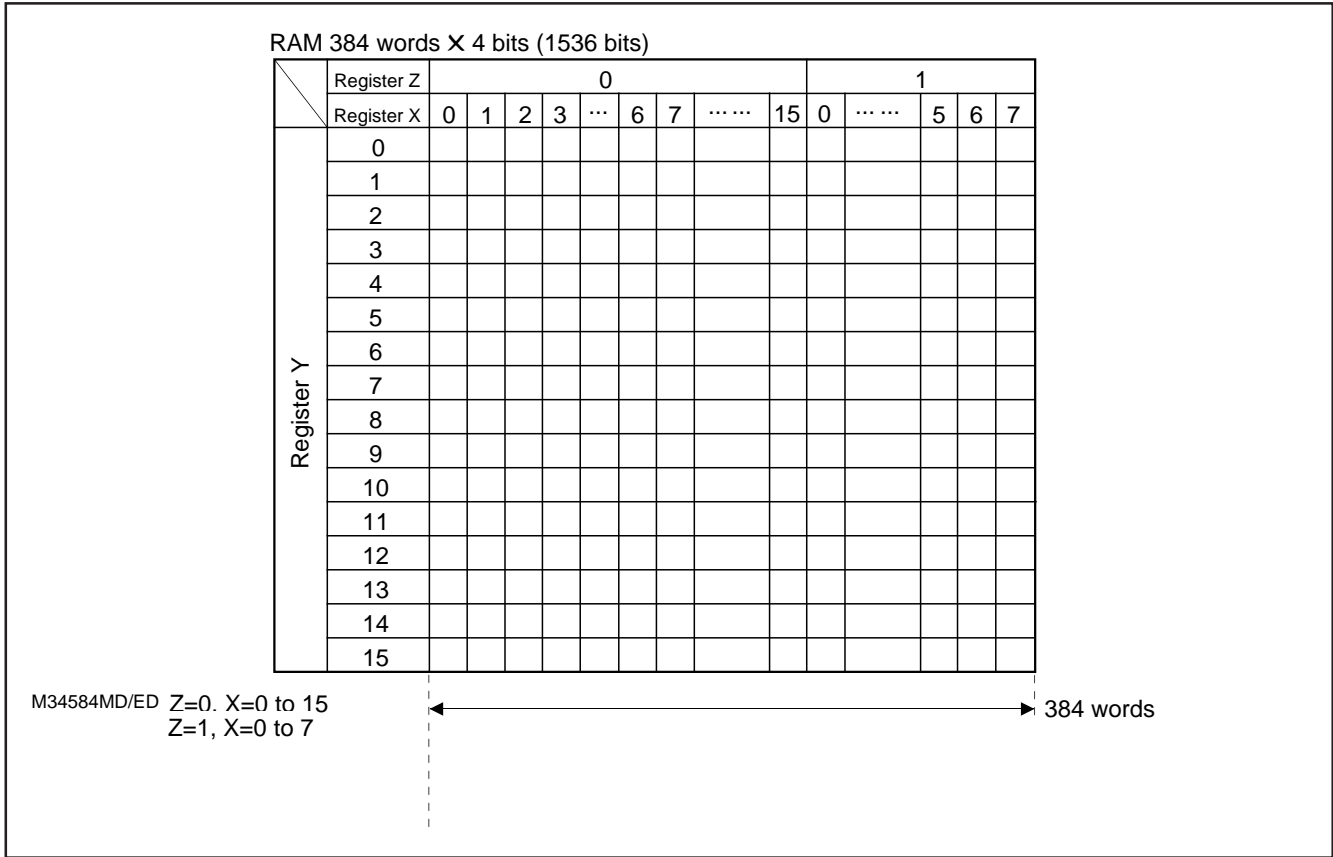 RAM 384 words ✕ 4 bits (1536 bits)
Register Z 0 1
Register X 0 1 2 3 ... 6 7 ... ... 15 0 ... ... 5 6 7
Register Y
0
1
2
3
4
5
6
7
8
9
10
11
12
13
14
15
M34584MD/ED Z=0, X=0 to 15
Z=1, X=0 to 7
384 words